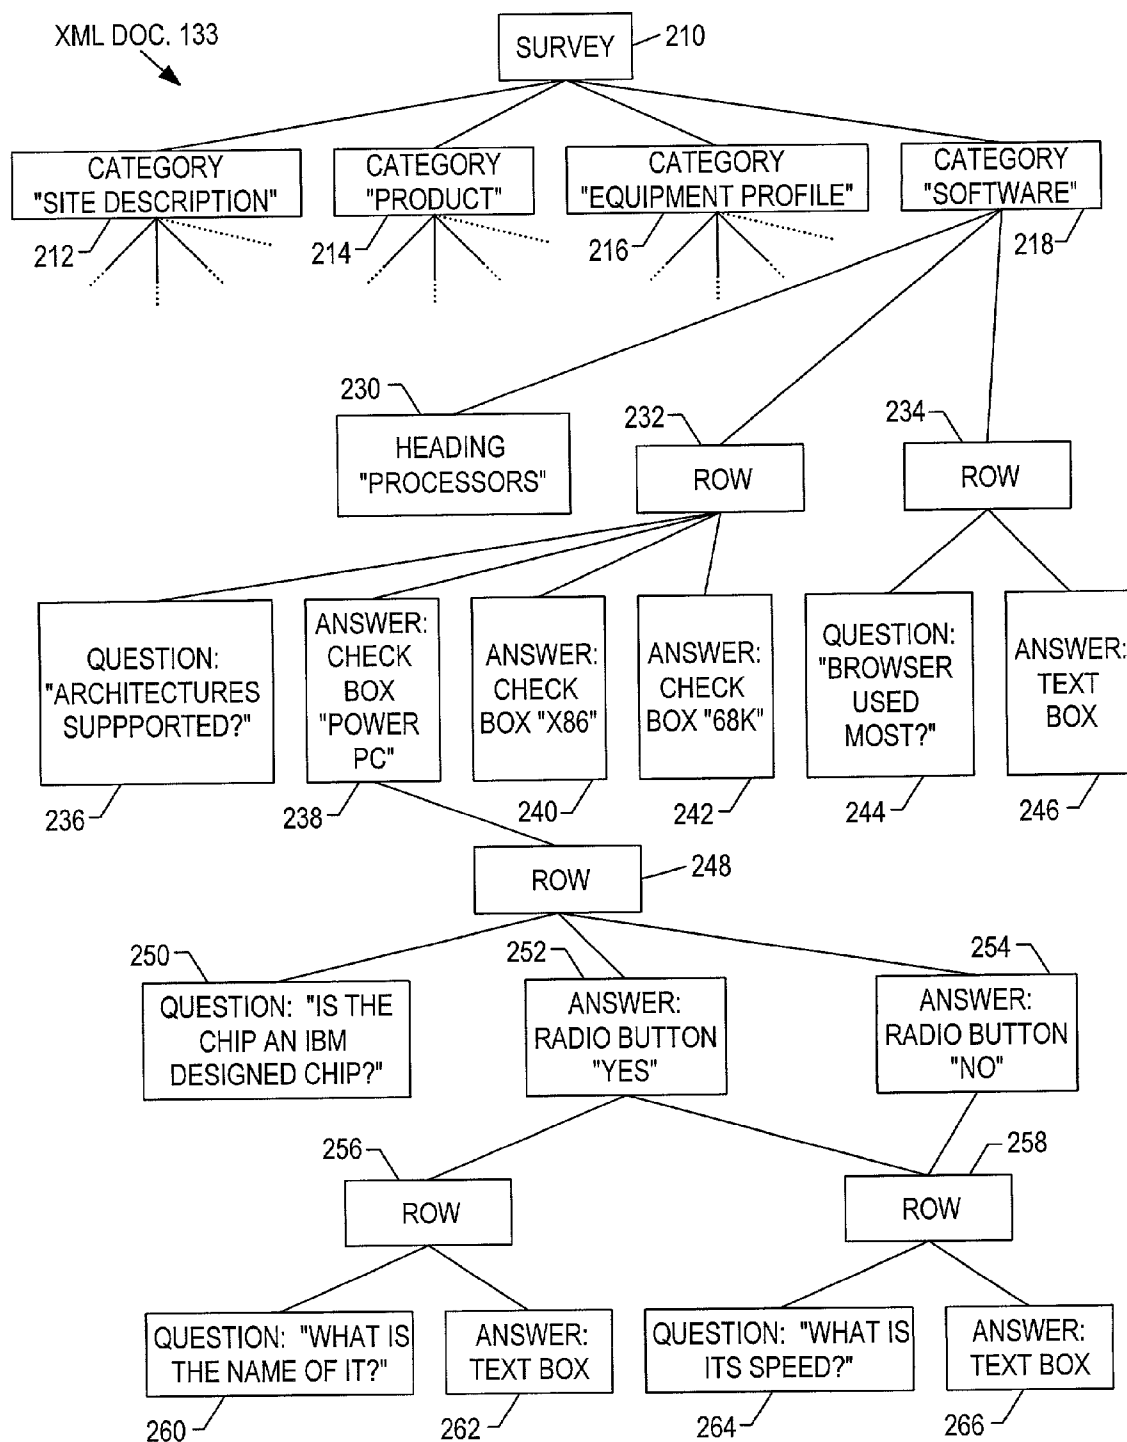 XML DOC. 133
SURVEY
210
CATEGORY
"SITE DESCRIPTION"
212
CATEGORY
"PRODUCT"
214
CATEGORY
"EQUIPMENT PROFILE"
216
CATEGORY
"SOFTWARE"
218
230
HEADING
"PROCESSORS"
232
ROW
234
ROW
QUESTION:
"ARCHITECTURES
SUPPPORTED?"
236
ANSWER:
CHECK
BOX
"POWER
PC"
238
ANSWER:
CHECK
BOX "X86"
240
ANSWER:
CHECK
BOX "68K"
242
QUESTION:
"BROWSER
USED
MOST?"
244
ANSWER:
TEXT
BOX
246
ROW
248
250
QUESTION: "IS THE
CHIP AN IBM
DESIGNED CHIP?"
252
ANSWER:
RADIO BUTTON
"YES"
254
ANSWER:
RADIO BUTTON
"NO"
256
ROW
258
ROW
QUESTION: "WHAT IS
THE NAME OF IT?"
260
ANSWER:
TEXT BOX
262
QUESTION: "WHAT IS
ITS SPEED?"
264
ANSWER:
TEXT BOX
266